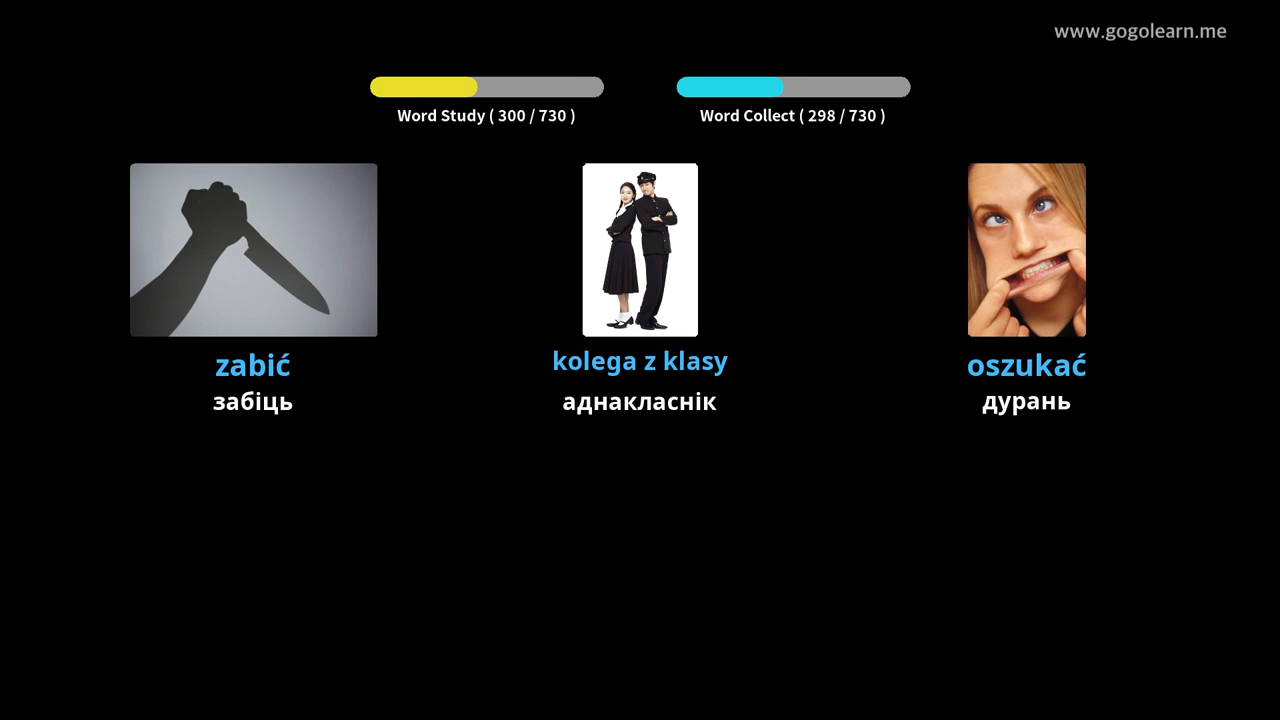 www.gogolearn.me
Word Study ( 300 / 730 )
Word Collect ( 298 / 730 )
zabić
забіць
kolega z klasy
аднакласнік
oszukać
дурань